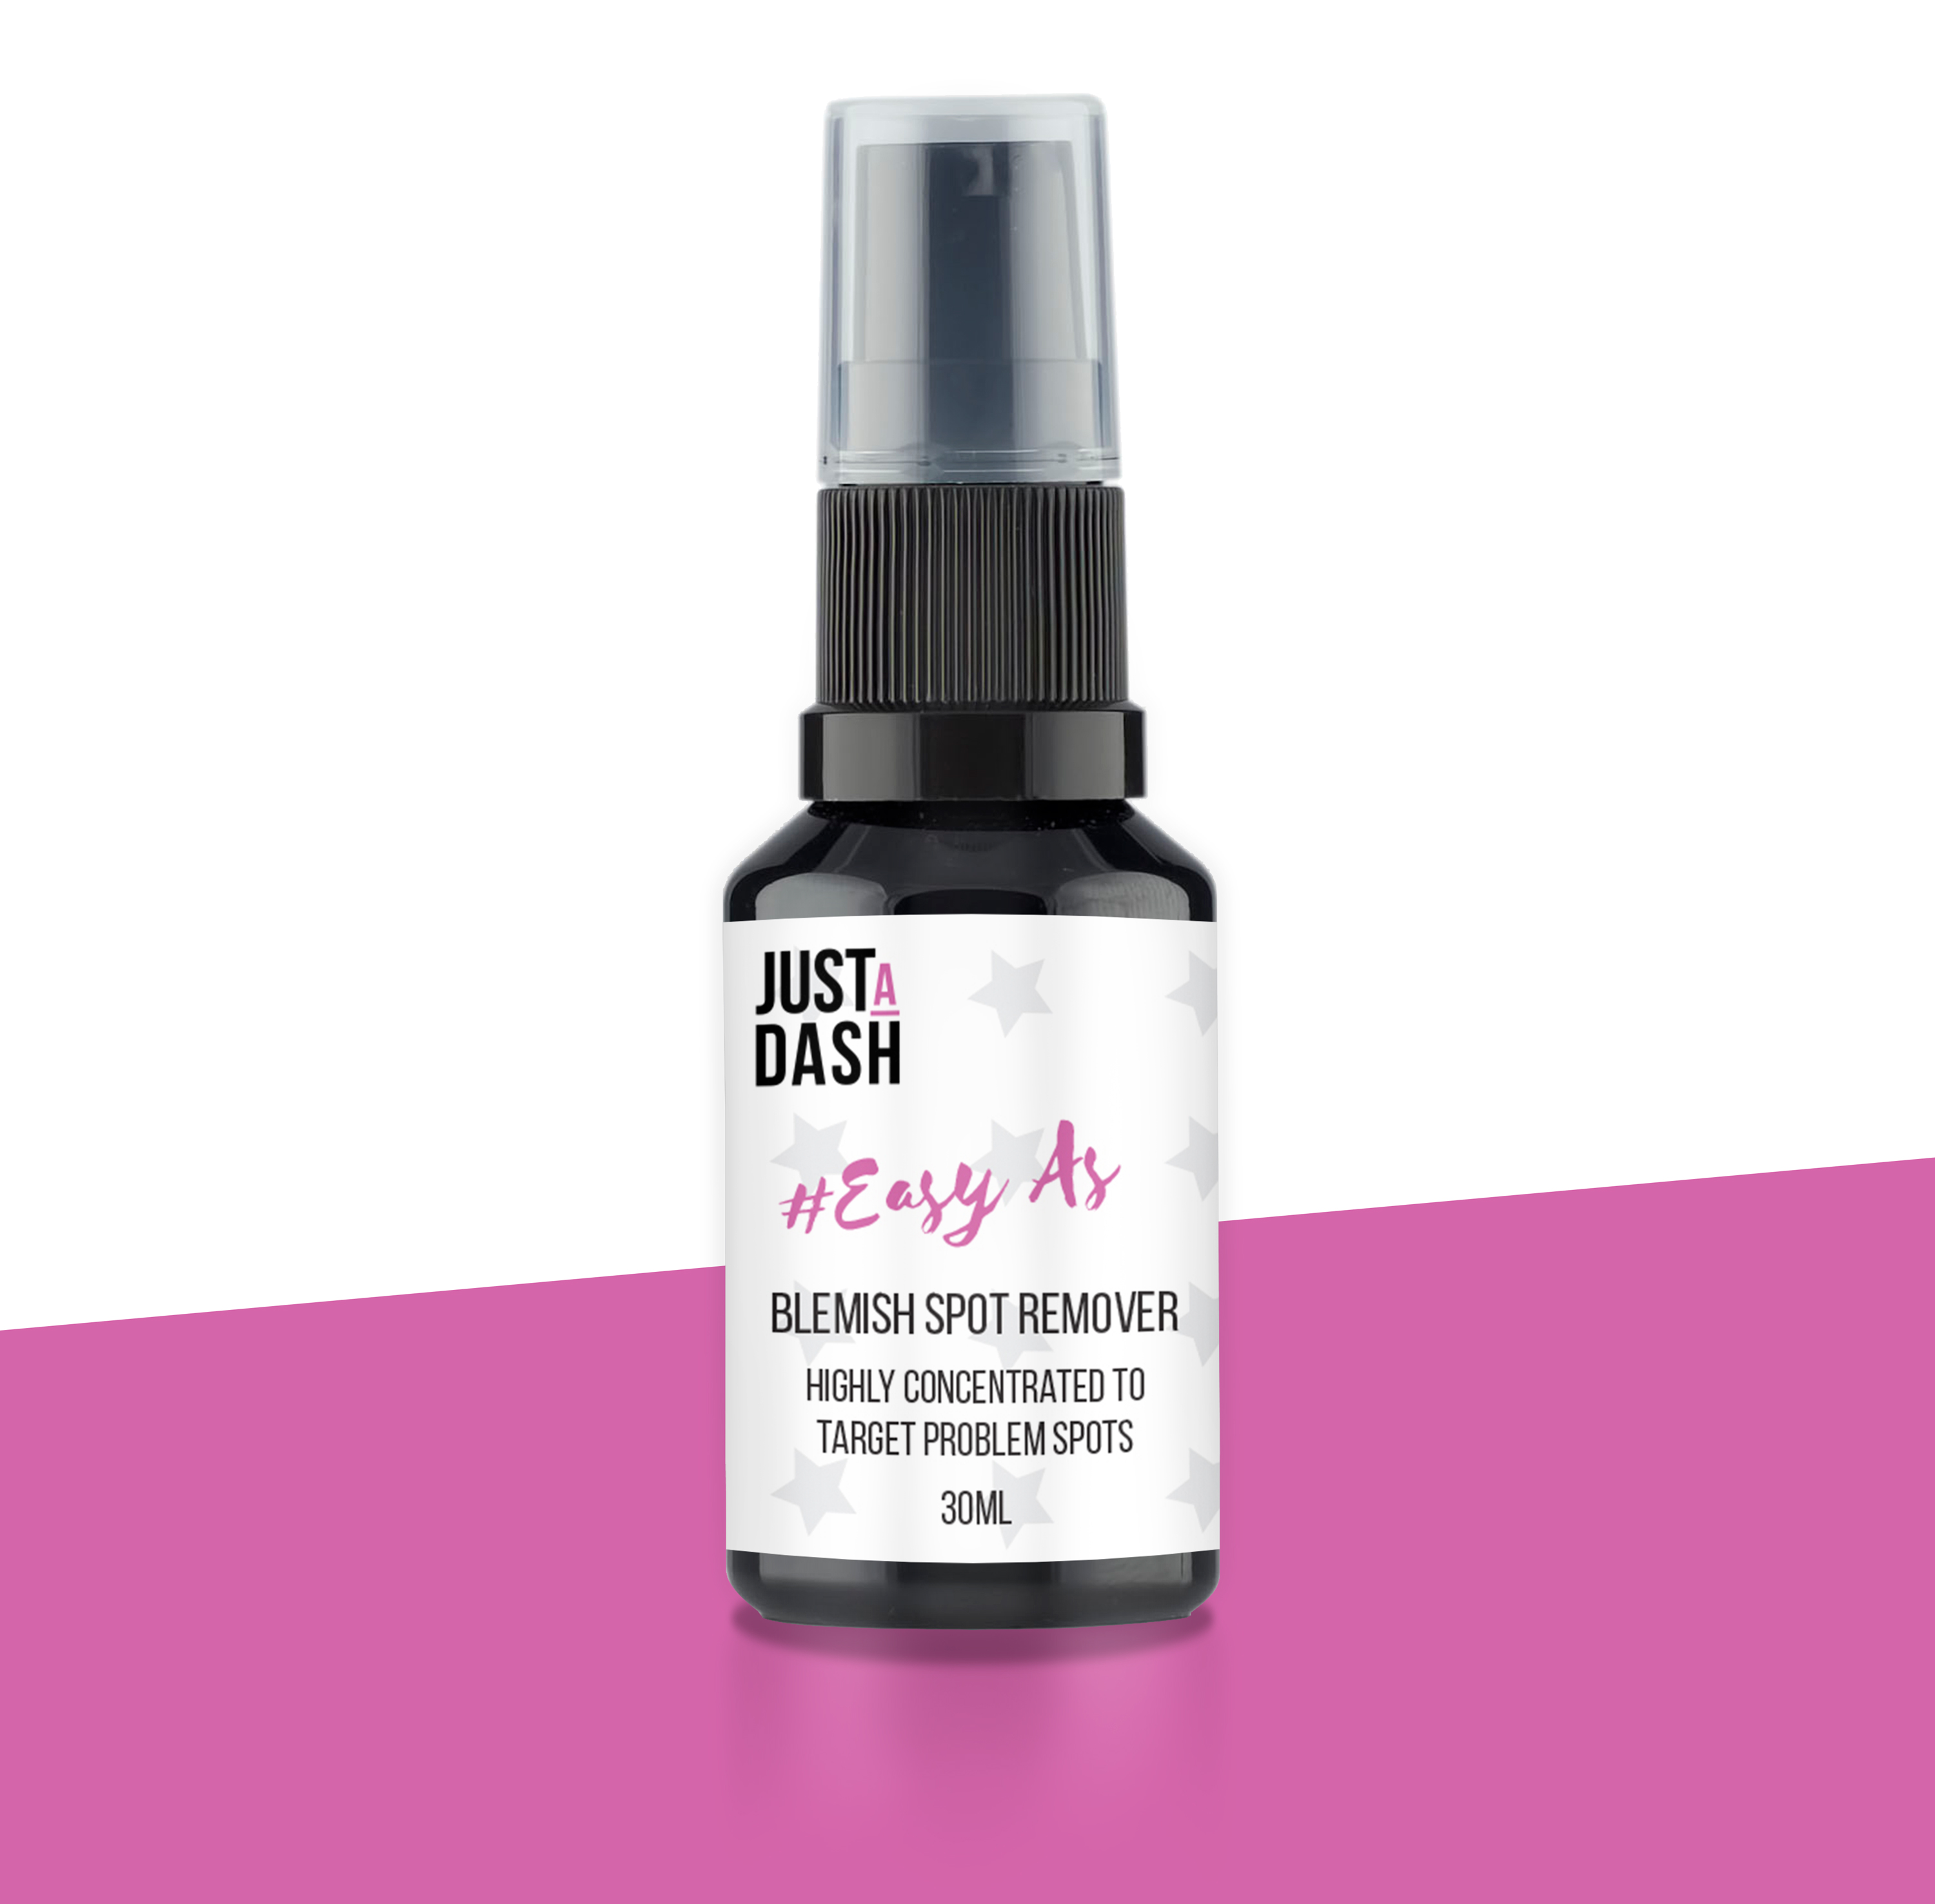 JUST A
DASH
#Easy As
BLEMISH SPOT REMOVER
HIGHLY CONCENTRATED TO
TARGET PROBLEM SPOTS
30ML